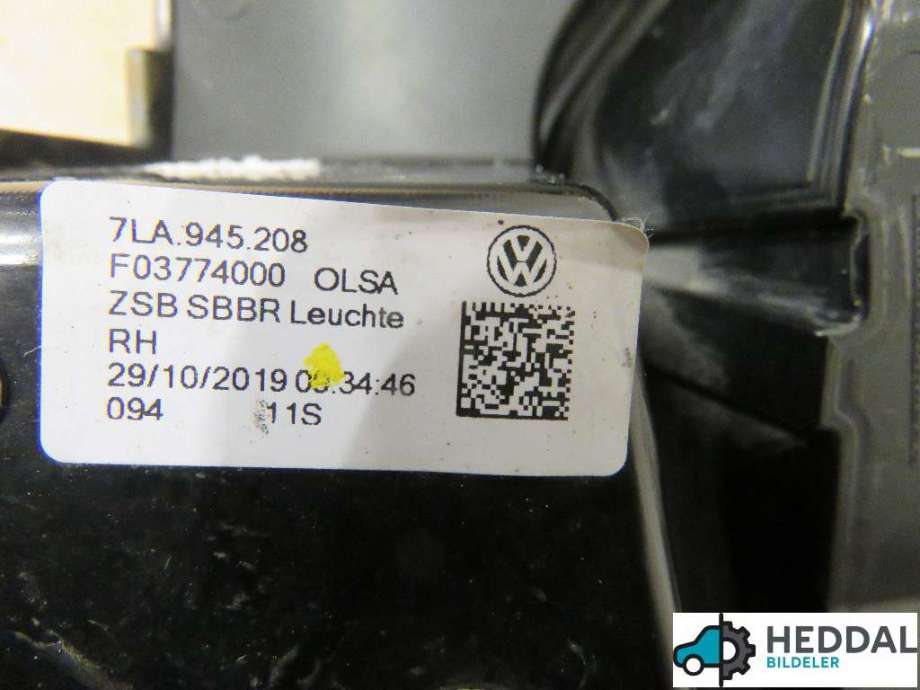 7LA.945.208
F03774000 OLSA
ZSB SBBR Leuchte
RH
29/10/2019
094 11S
HEDDAL
BILDELER